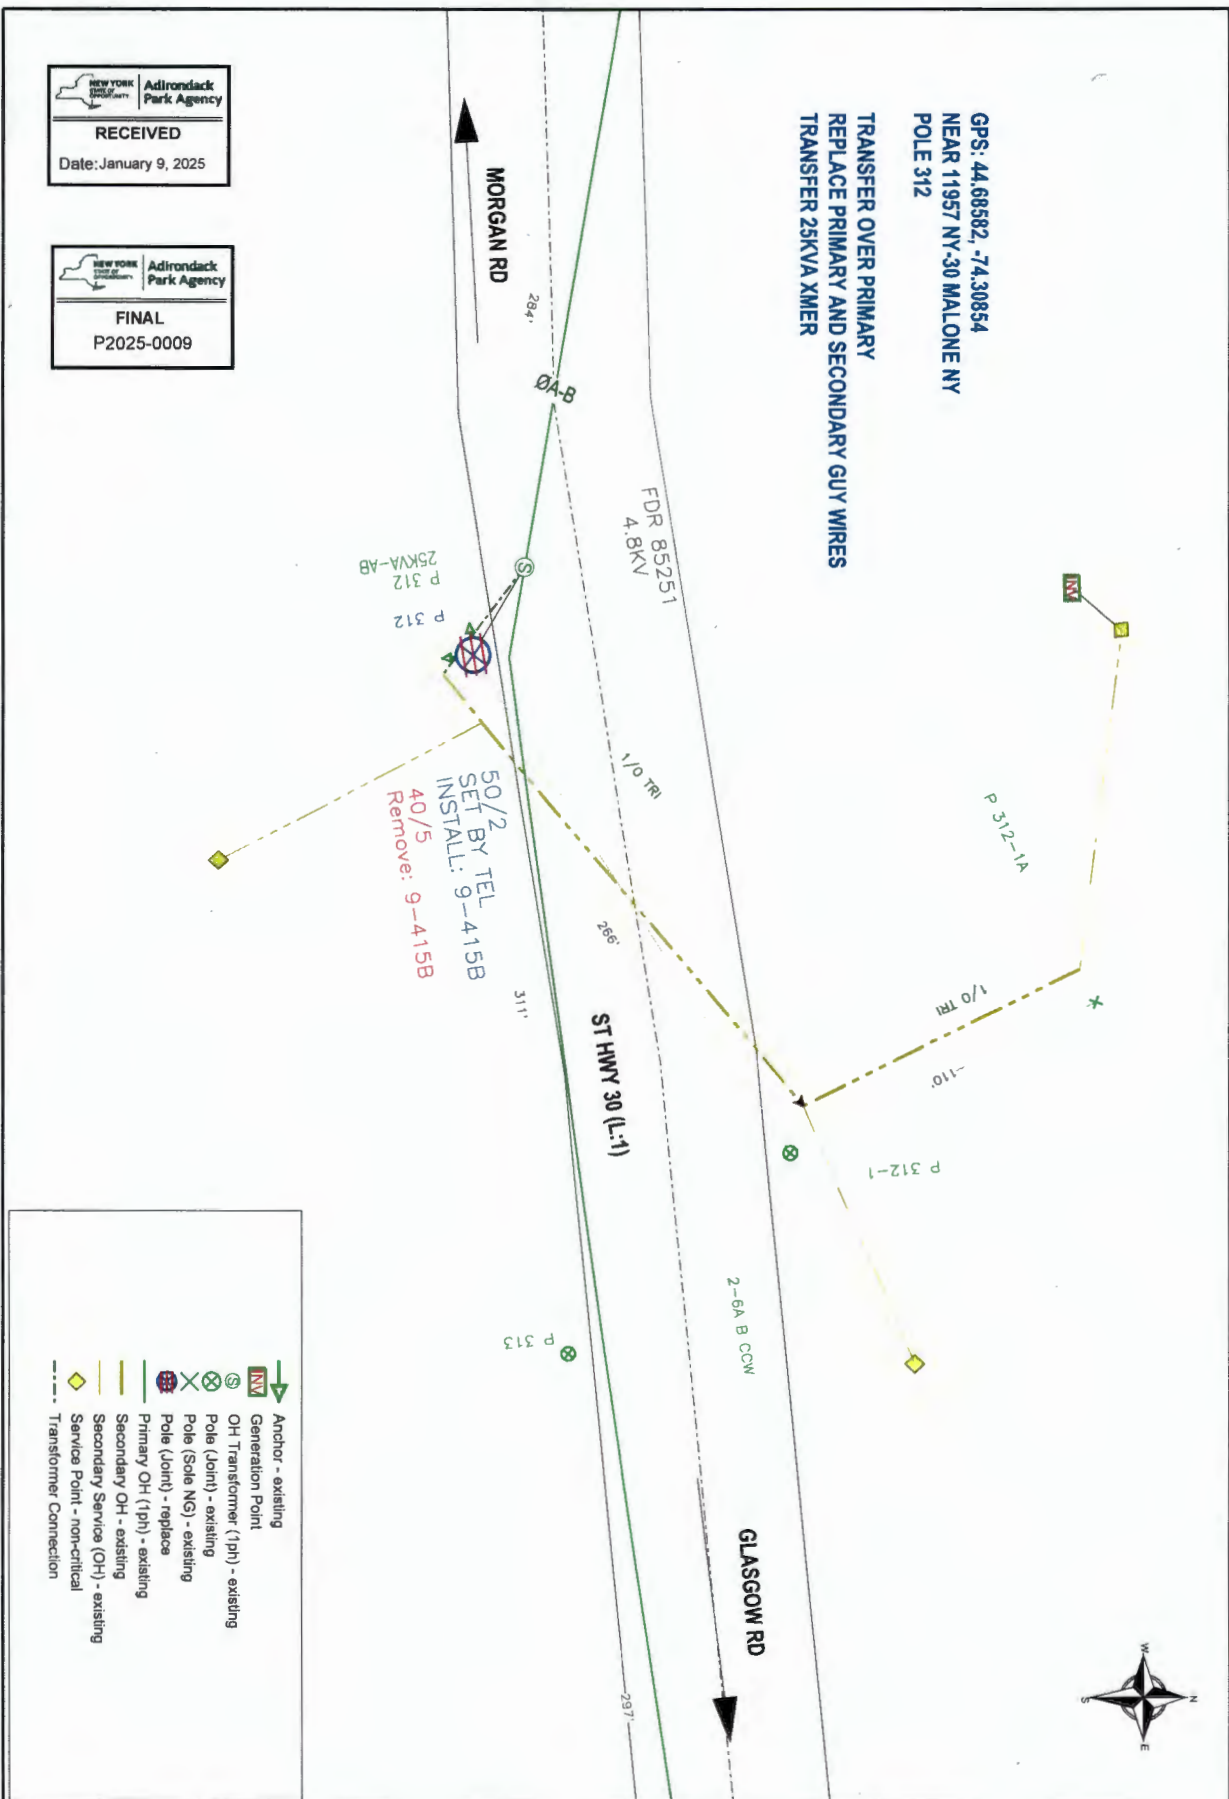 NEW YORK
STATE OF
OPPORTUNITY
Adirondack
Park Agency
RECEIVED
Date:January 9, 2025
NEW YORK
STATE OF
OPPORTUNITY
Adirondack
Park Agency
FINAL
P2025-0009
GPS: 44.68582, -74.30854
NEAR 11957 NY-30 MALONE NY
POLE 312
TRANSFER OVER PRIMARY
REPLACE PRIMARY AND SECONDARY GUY WIRES
TRANSFER 25KVA XMER
MORGAN RD
284'
ØA-B
FDR 85251
4.8KV
S
P 312
25KVA-AB
P 312
INV
1/0 TRI
P 312-1A
50/2
SET BY TEL
INSTALL: 9-415B
40/5
Remove: 9-415B
266'
311'
1/0 TRI
~110'
ST HWY 30 (L:1)
P 312-1
2-6A B CCW
P 313
GLASGOW RD
297'
N
W
E
S
Anchor - existing
INV
Generation Point
S
OH Transformer (1ph) - existing
Pole (Joint) - existing
Pole (Sole NG) - existing
Pole (Joint) - replace
Primary OH (1ph) - existing
Secondary OH - existing
Secondary Service (OH) - existing
Service Point - non-critical
Transformer Connection